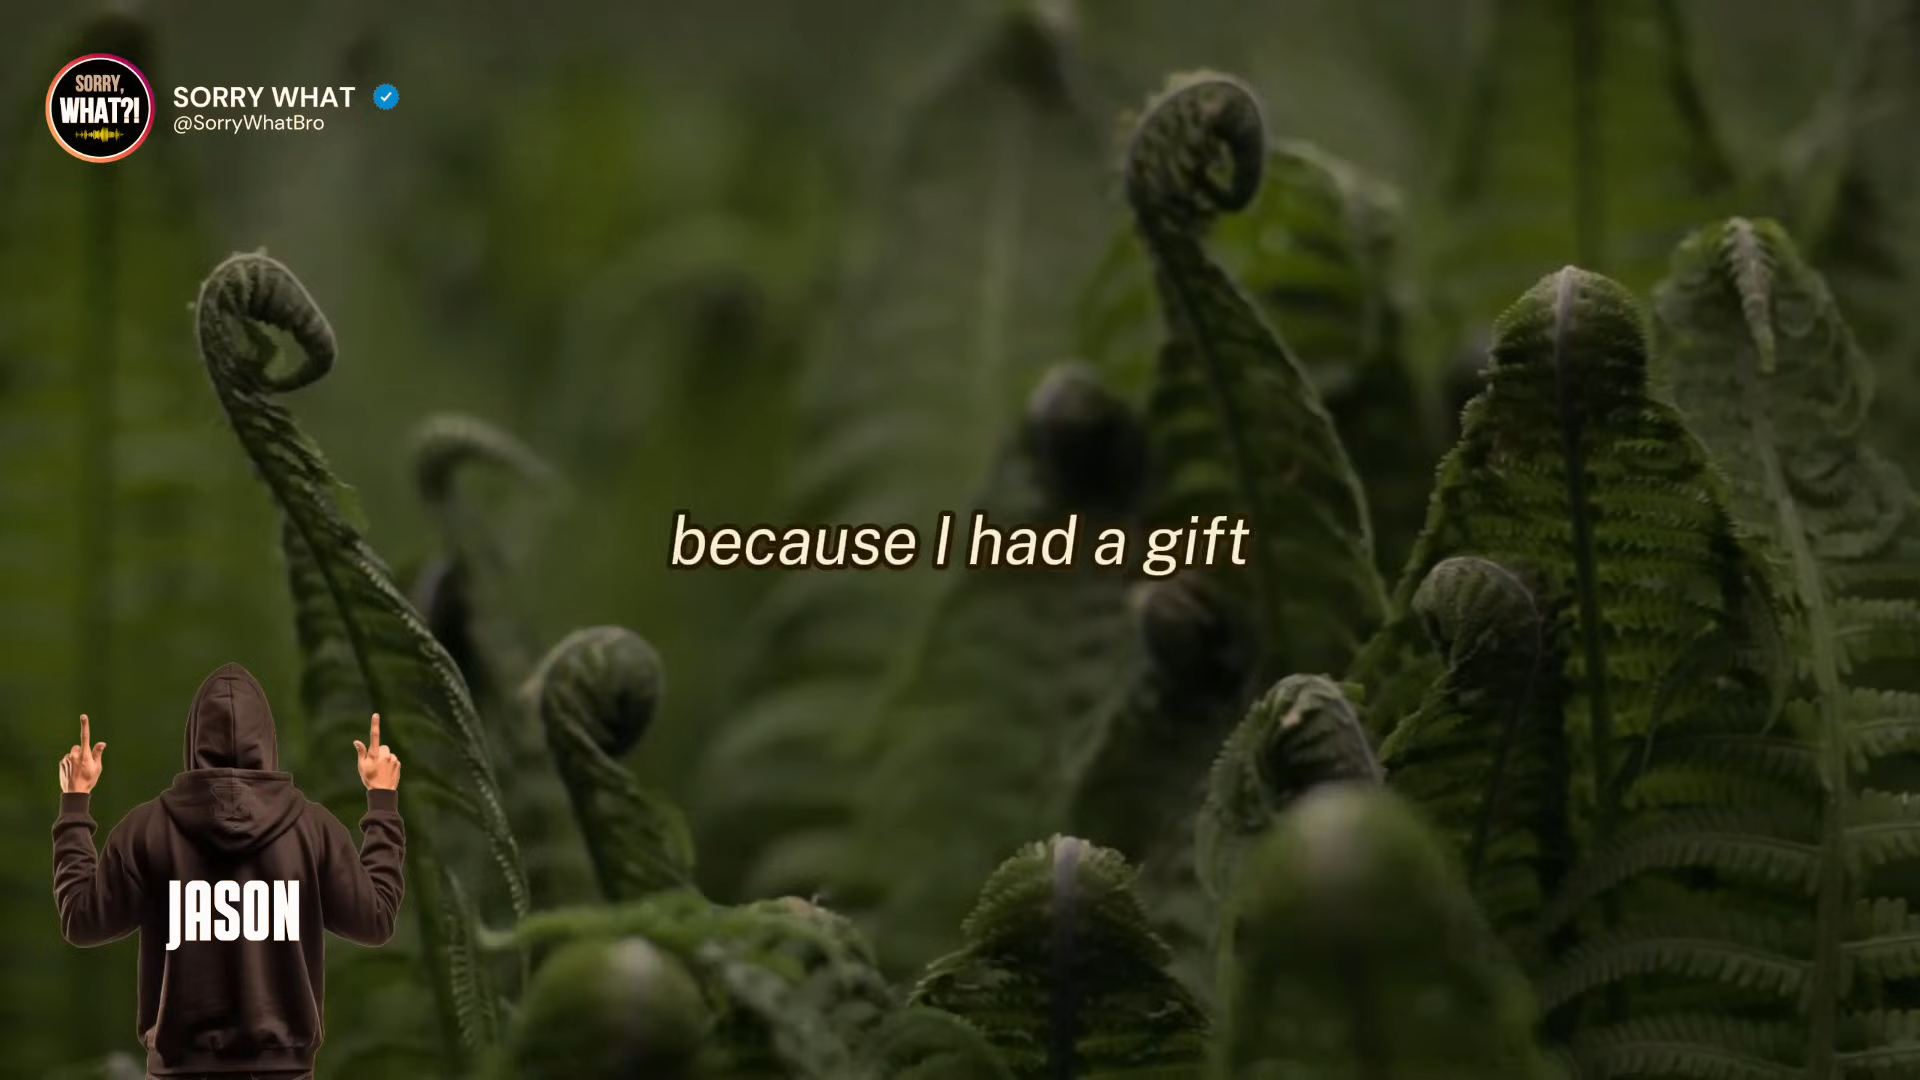 SORRY,
WHAT?!
SORRY WHAT
@SorryWhatBro
because I had a gift
JASON